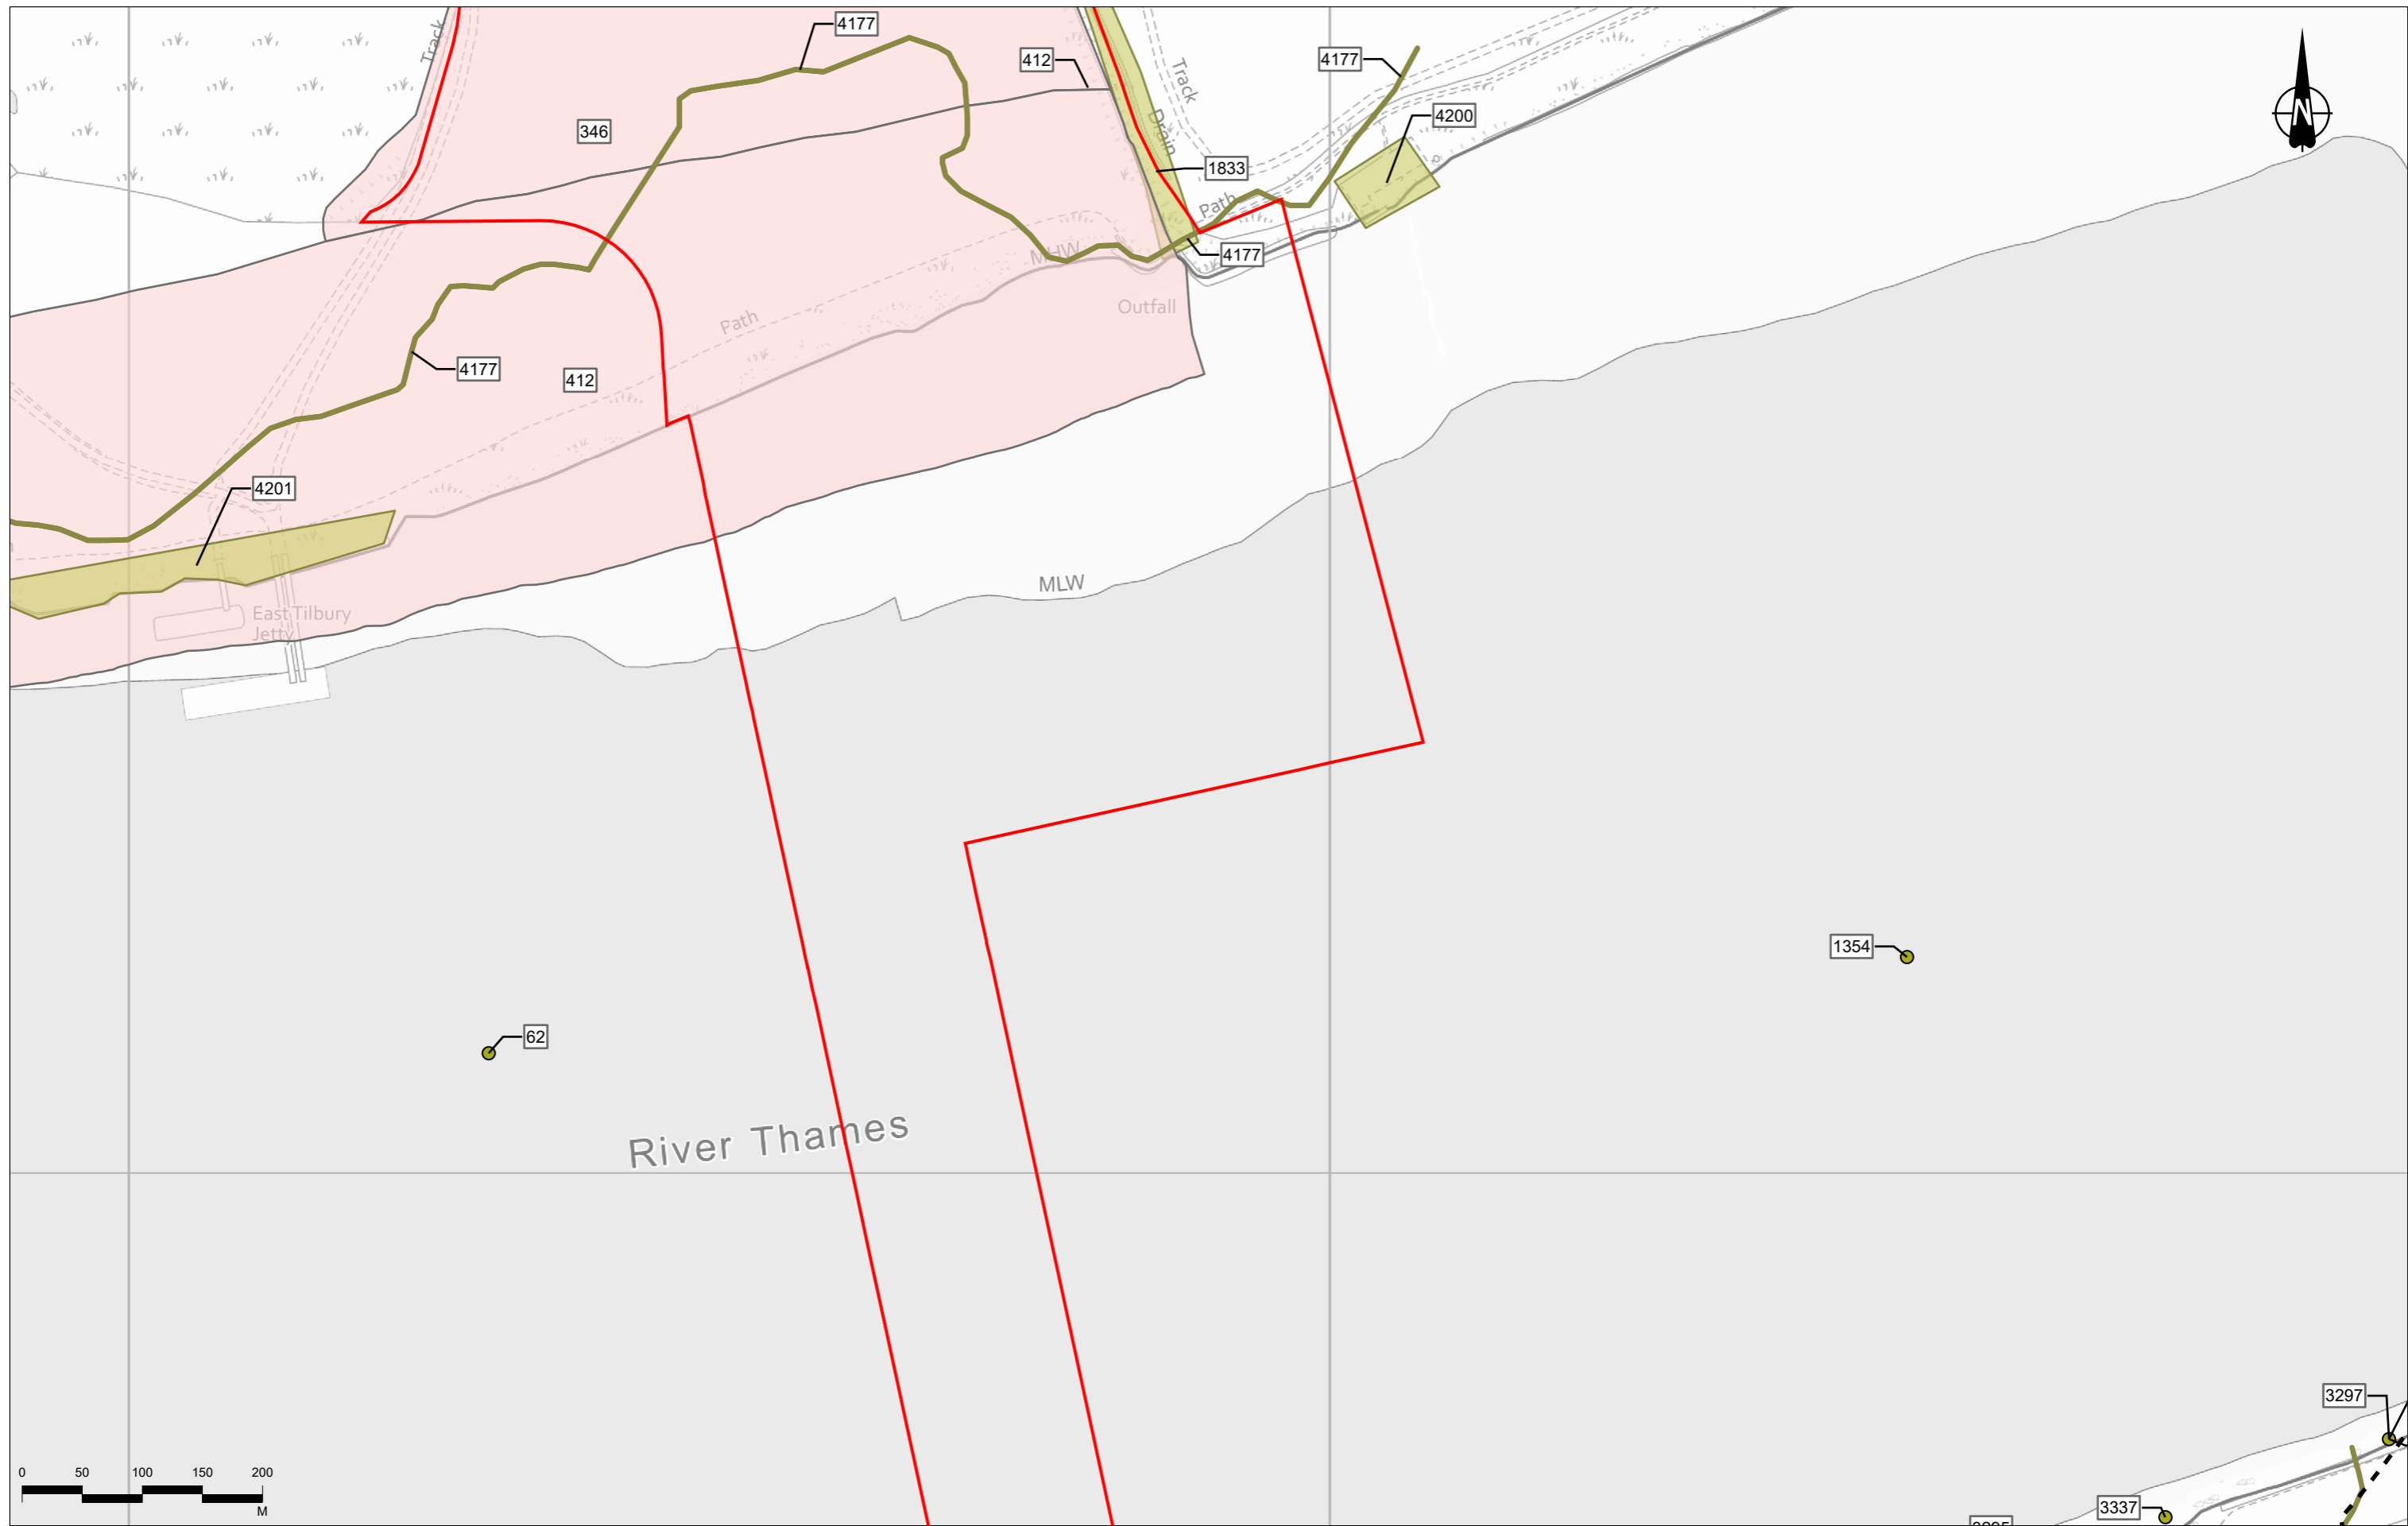 4177
4177
412
Track
Track
N
4200
346
Drain
1833
Path
4177
MHW
Outfall
Path
4177
412
4201
MLW
East Tilbury
Jetty
1354
62
River Thames
3297
0 50 100 150 200
M
3337